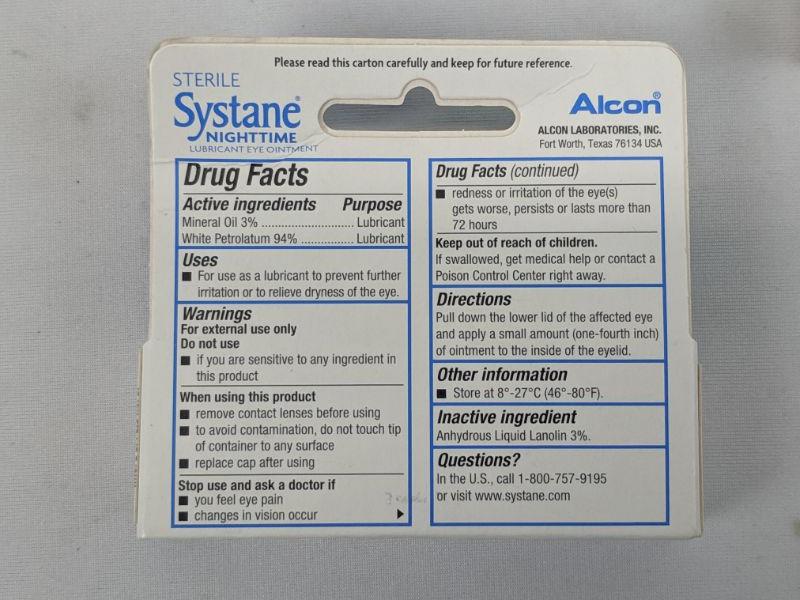 Please read this carton carefully and keep for future reference.
STERILE
Systane®
NIGHTTIME
LUBRICANT EYE OINTMENT
Alcon®
ALCON LABORATORIES, INC.
Fort Worth, Texas 76134 USA
Drug Facts
Active ingredients Purpose
Mineral Oil 3% ............................ Lubricant
White Petrolatum 94% ................ Lubricant
Uses
■ For use as a lubricant to prevent further
irritation or to relieve dryness of the eye.
Warnings
For external use only
Do not use
■ if you are sensitive to any ingredient in
this product
When using this product
■ remove contact lenses before using
■ to avoid contamination, do not touch tip
of container to any surface
■ replace cap after using
Stop use and ask a doctor if
■ you feel eye pain
■ changes in vision occur
Drug Facts (continued)
■ redness or irritation of the eye(s)
gets worse, persists or lasts more than
72 hours
Keep out of reach of children.
If swallowed, get medical help or contact a
Poison Control Center right away.
Directions
Pull down the lower lid of the affected eye
and apply a small amount (one-fourth inch)
of ointment to the inside of the eyelid.
Other information
■ Store at 8°-27°C (46°-80°F).
Inactive ingredient
Anhydrous Liquid Lanolin 3%.
Questions?
In the U.S., call 1-800-757-9195
or visit www.systane.com